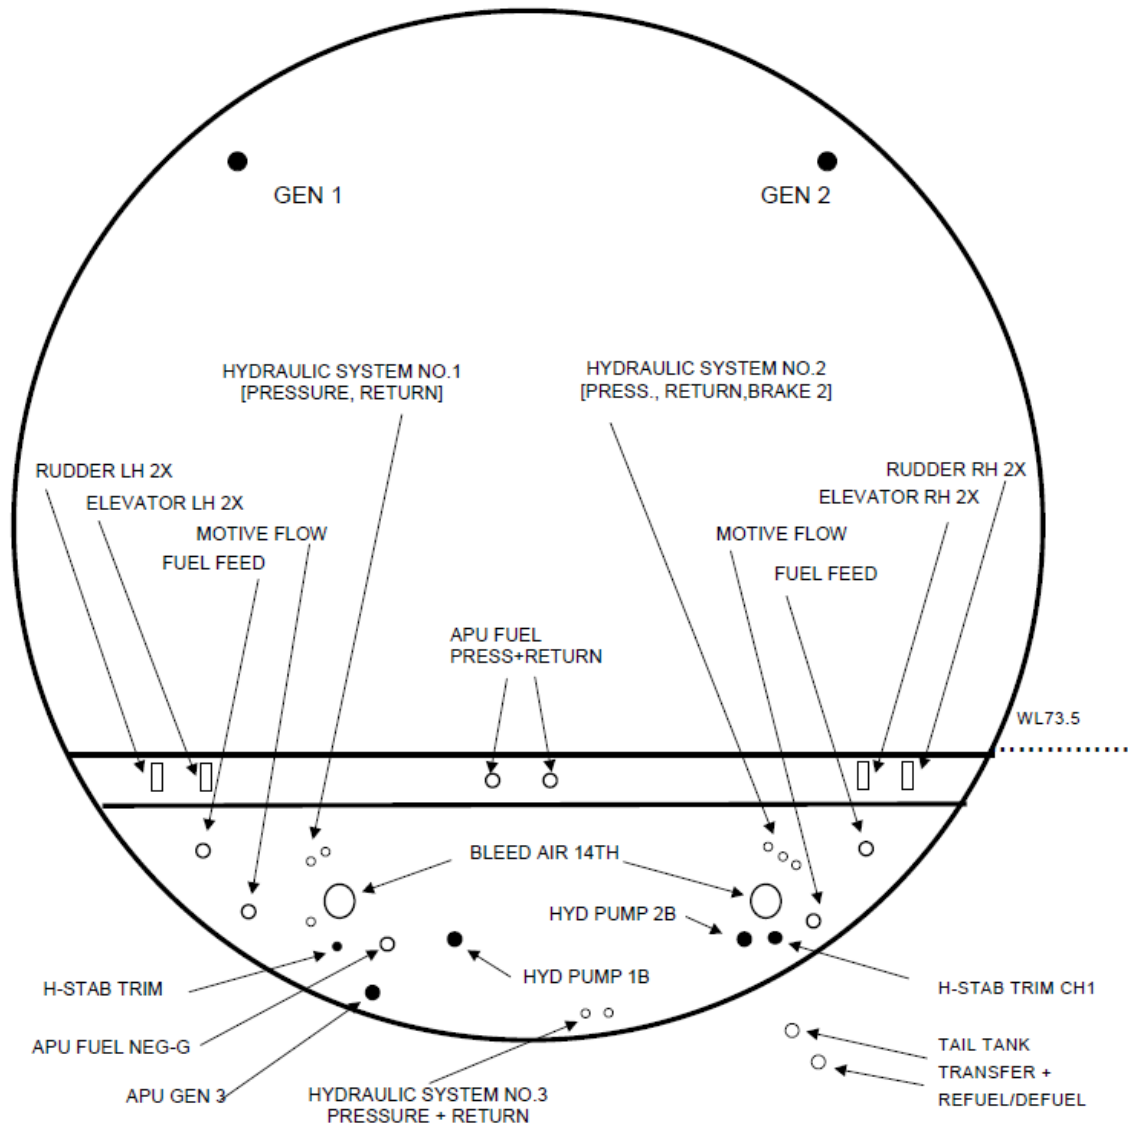 GEN 1
GEN 2
HYDRAULIC SYSTEM NO.1
[PRESSURE, RETURN]
HYDRAULIC SYSTEM NO.2
[PRESS., RETURN,BRAKE 2]
RUDDER LH 2X
ELEVATOR LH 2X
MOTIVE FLOW
FUEL FEED
RUDDER RH 2X
ELEVATOR RH 2X
MOTIVE FLOW
FUEL FEED
APU FUEL
PRESS+RETURN
WL73.5
BLEED AIR 14TH
HYD PUMP 2B
HYD PUMP 1B
H-STAB TRIM
H-STAB TRIM CH1
APU FUEL NEG-G
APU GEN 3
HYDRAULIC SYSTEM NO.3
PRESSURE + RETURN
TAIL TANK
TRANSFER +
REFUEL/DEFUEL